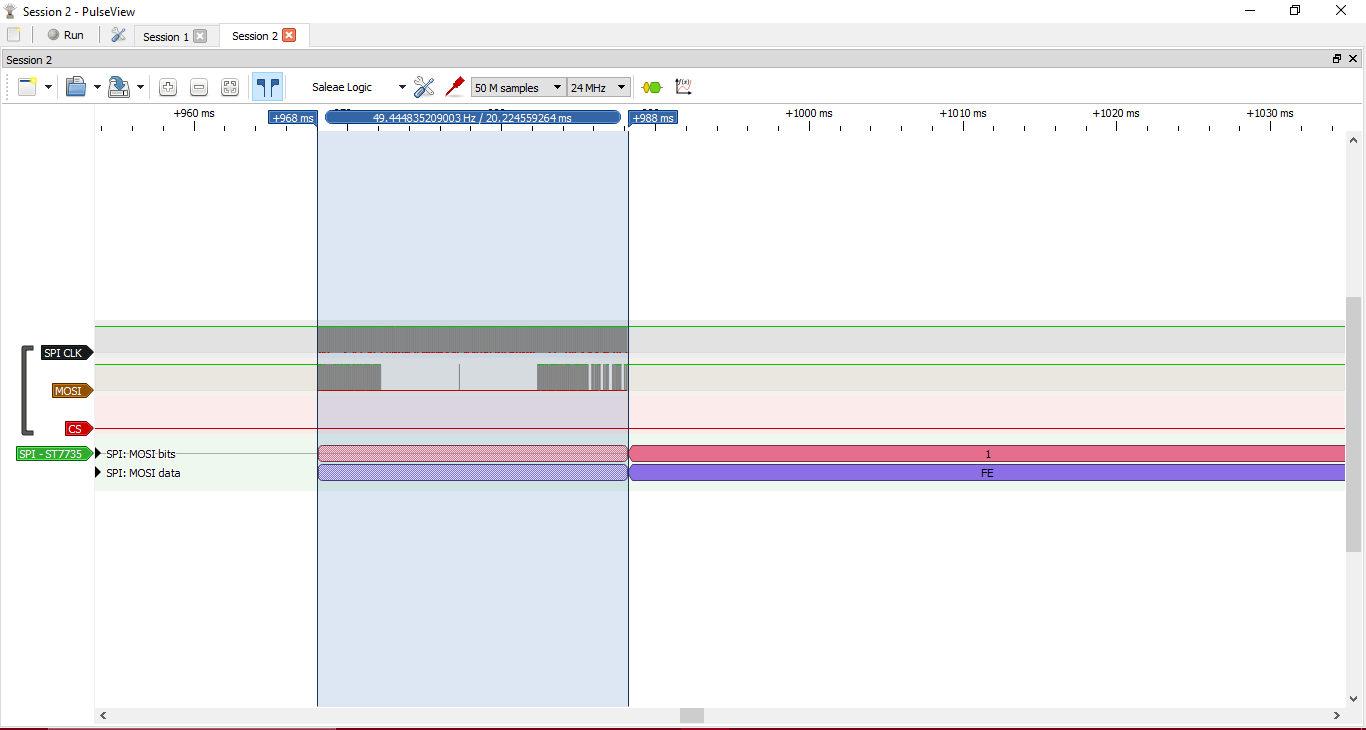 Session 2 - PulseView
Run
Session 1
Session 2
Session 2
Saleae Logic
50 M samples
24 MHz
f(x)
+960 ms
+968 ms
49.444835209003 Hz / 20.224559264 ms
+988 ms
+1000 ms
+1010 ms
+1020 ms
+1030 ms
SPI CLK
MOSI
CS
SPI - ST7735
SPI: MOSI bits
1
SPI: MOSI data
FE